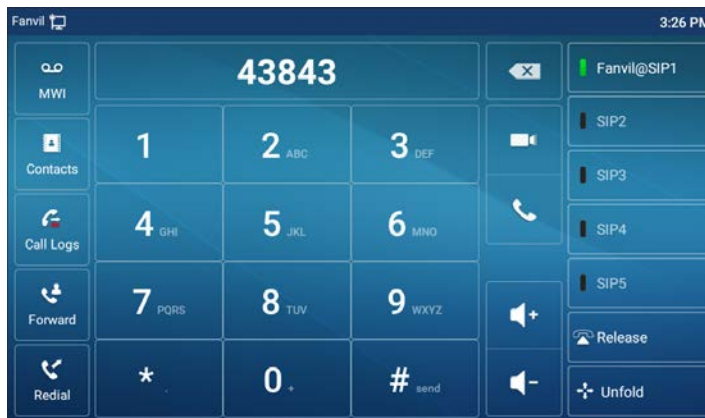 Fanvil 3:26 PM
MWI
Contacts
Call Logs
Forward
Redial
43843
1 2 ABC 3 DEF
4 GHI 5 JKL 6 MNO
7 PQRS 8 TUV 9 WXYZ
* . 0 + # send
+
-
Fanvil@SIP1
SIP2
SIP3
SIP4
SIP5
Release
Unfold